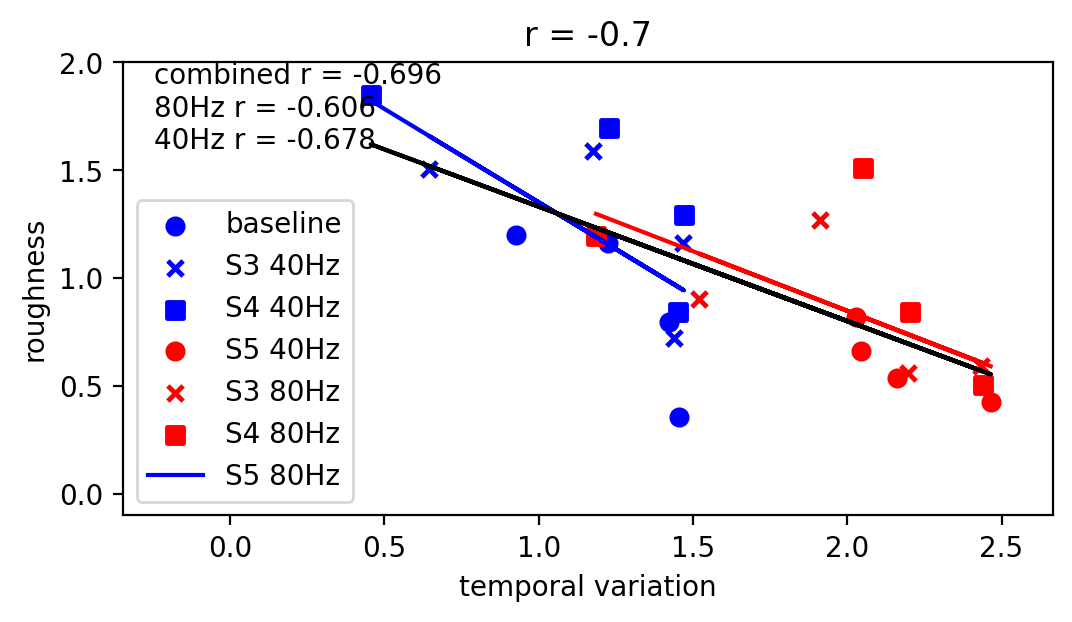 r = -0.7
combined r = -0.696
80Hz r = -0.606
40Hz r = -0.678
baseline
S3 40Hz
S4 40Hz
S5 40Hz
S3 80Hz
S4 80Hz
S5 80Hz
roughness
2.0
1.5
1.0
0.5
0.0
0.0 0.5 1.0 1.5 2.0 2.5
temporal variation